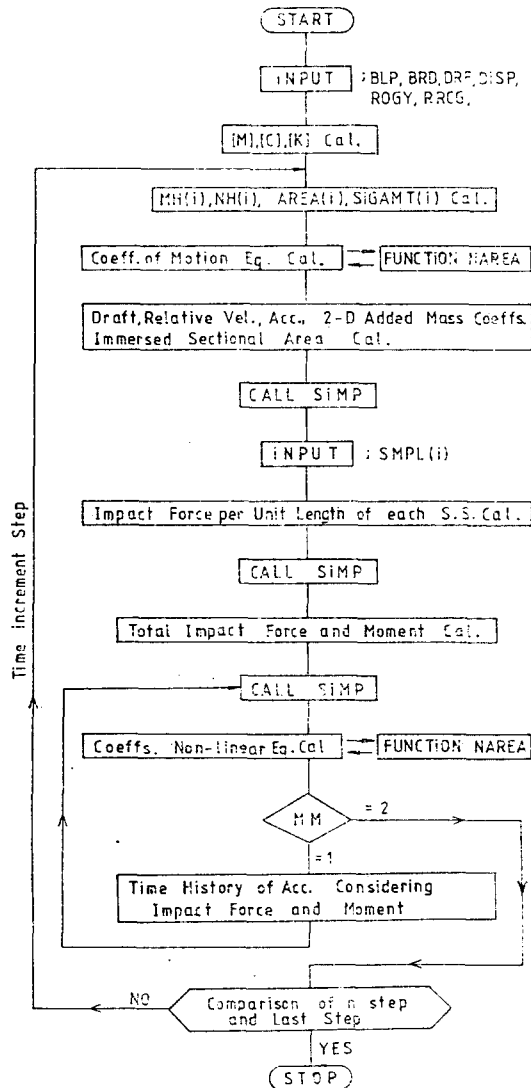 START
INPUT ; BLP, BRD, DRF, DISP,
ROGY, RRCG,
[M],[C],[K] Cal.
MH(i),NH(i), AREA(i),SiGAMT(i) Cal.
Coeff. of Motion Eq. Cal. FUNCTION NAREA
Draft,Relative Vel., Acc., 2-D Added Mass Coeffs.
Immersed Sectional Area Cal.
CALL SiMP
INPUT ; SMPL(i)
Impact Force per Unit Length of each S.S. Cal.
CALL SiMP
Total Impact Force and Moment Cal.
Time increment Step
CALL SiMP
Coeffs. Non-linear Eq. Cal FUNCTION NAREA
MM = 2
=1
Time History of Acc. Considering
Impact Force and Moment
NO Comparison of n step
and Last Step
YES
STOP